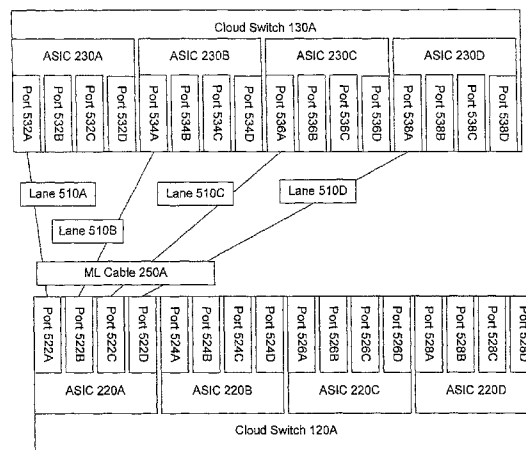 Cloud Switch 130A
ASIC 230A
ASIC 230B
ASIC 230C
ASIC 230D
Port 532A
Port 532B
Port 532C
Port 532D
Port 534A
Port 534B
Port 534C
Port 534D
Port 536A
Port 536B
Port 536C
Port 536D
Port 538A
Port 538B
Port 538C
Port 538D
Lane 510A
Lane 510C
Lane 510D
Lane 510B
ML Cable 250A
Port 522A
Port 522B
Port 522C
Port 522D
Port 524A
Port 524B
Port 524C
Port 524D
Port 526A
Port 526B
Port 526C
Port 526D
Port 528A
Port 528B
Port 528C
Port 528D
ASIC 220A
ASIC 220B
ASIC 220C
ASIC 220D
Cloud Switch 120A